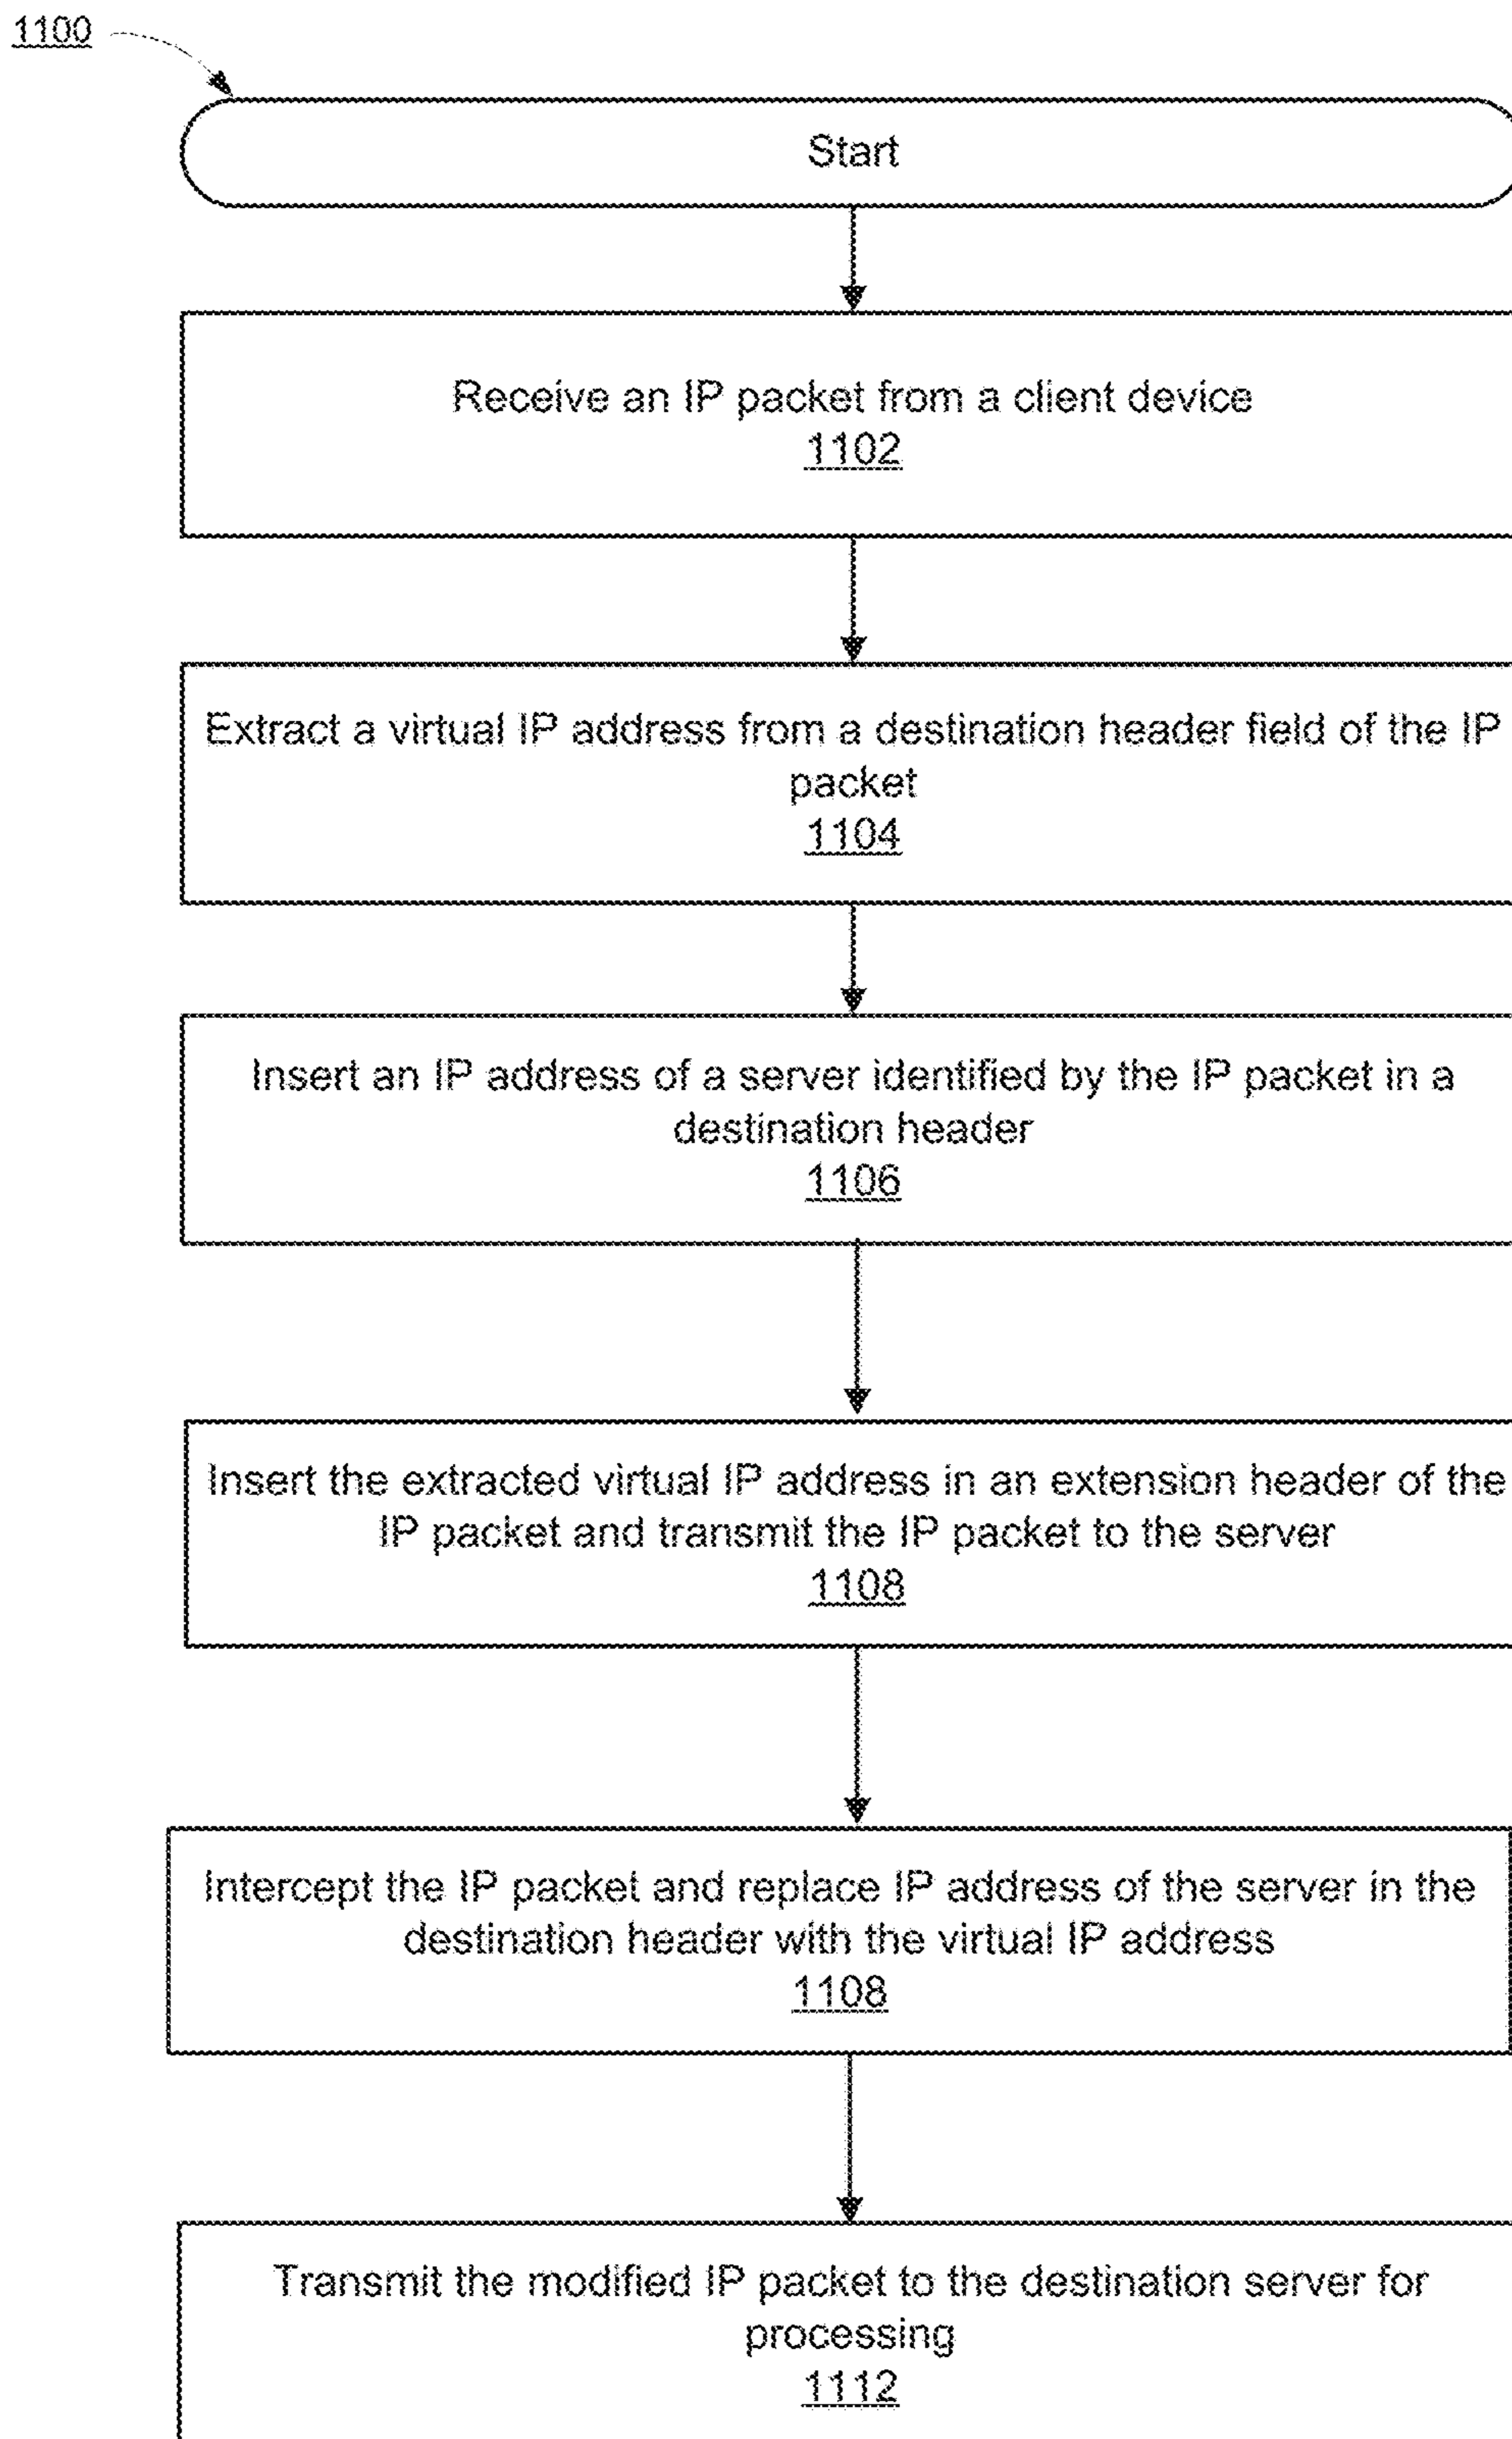 1100
Start
Receive an IP packet from a client device
1102
Extract a virtual IP address from a destination header field of the IP
packet
1104
Insert an IP address of a server identified by the IP packet in a
destination header
1106
Insert the extracted virtual IP address in an extension header of the
IP packet and transmit the IP packet to the server
1108
Intercept the IP packet and replace IP address of the server in the
destination header with the virtual IP address
1108
Transmit the modified IP packet to the destination server for
processing
1112